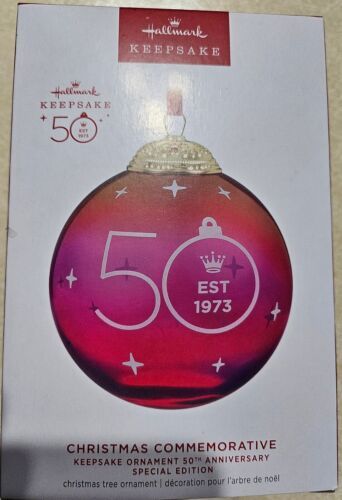 Hallmark
KEEPSAKE
Hallmark
KEEPSAKE
50
EST
1973
50
EST
1973
CHRISTMAS COMMEMORATIVE
KEEPSAKE ORNAMENT 50TH ANNIVERSARY
SPECIAL EDITION
christmas tree ornament | décoration pour l'arbre de noël